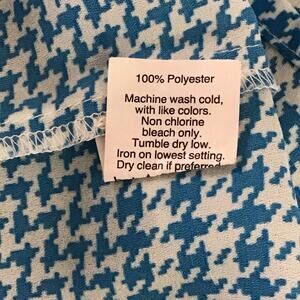 100% Polyester
Machine wash cold,
with like colors.
Non chlorine
bleach only.
Tumble dry low.
Iron on lowest setting.
Dry clean if preferred